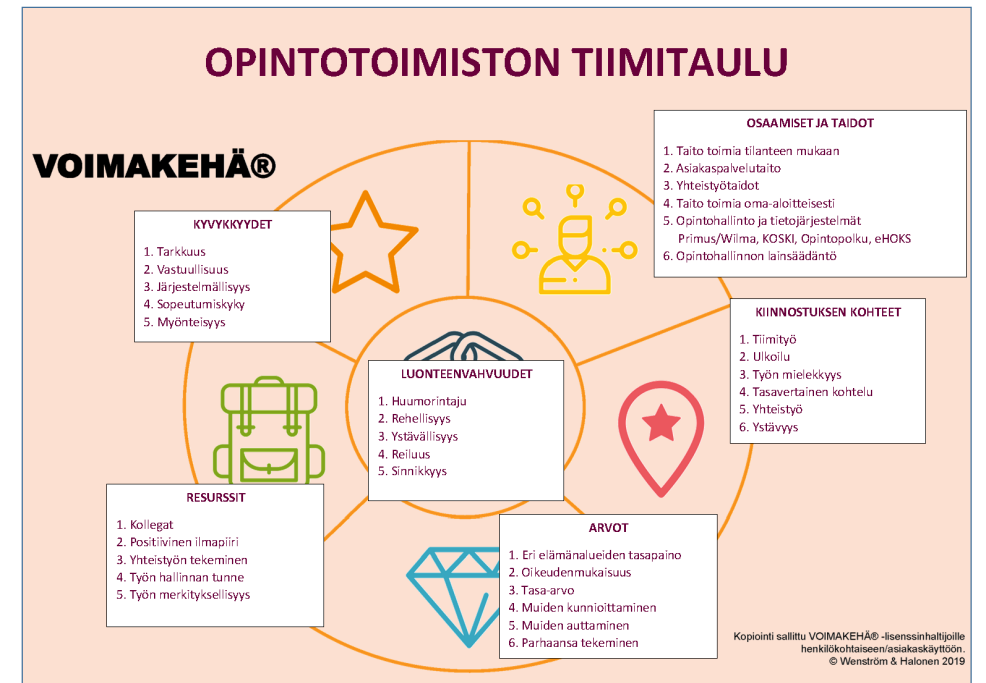 OPINTOTOIMISTON TIIMITAULU
VOIMAKEHÄ®
OSAAMISET JA TAIDOT
1. Taito toimia tilanteen mukaan
2. Asiakaspalvelutaito
3. Yhteistyötaidot
4. Taito toimia oma-aloitteisesti
5. Opintohallinto ja tietojärjestelmät
Primus/Wilma, KOSKI, Opintopolku, eHOKS
6. Opintohallinnon lainsäädäntö
KYVYKKYYDET
1. Tarkkuus
2. Vastuullisuus
3. Järjestelmällisyys
4. Sopeutumiskyky
5. Myönteisyys
KIINNOSTUKSEN KOHTEET
1. Tiimityö
2. Ulkoilu
3. Työn mielekkyys
4. Tasavertainen kohtelu
5. Yhteistyö
6. Ystävyys
LUONTEENVAHVUUDET
1. Huumorintaju
2. Rehellisyys
3. Ystävällisyys
4. Reiluus
5. Sinnikkyys
RESURSSIT
1. Kollegat
2. Positiivinen ilmapiiri
3. Yhteistyön tekeminen
4. Työn hallinnan tunne
5. Työn merkityksellisyys
ARVOT
1. Eri elämänalueiden tasapaino
2. Oikeudenmukaisuus
3. Tasa-arvo
4. Muiden kunnioittaminen
5. Muiden auttaminen
6. Parhaansa tekeminen
Kopiointi sallittu VOIMAKEHÄ® -lisenssinhaltijoille
henkilökohtaiseen/asiakaskäyttöön.
© Wenström & Halonen 2019